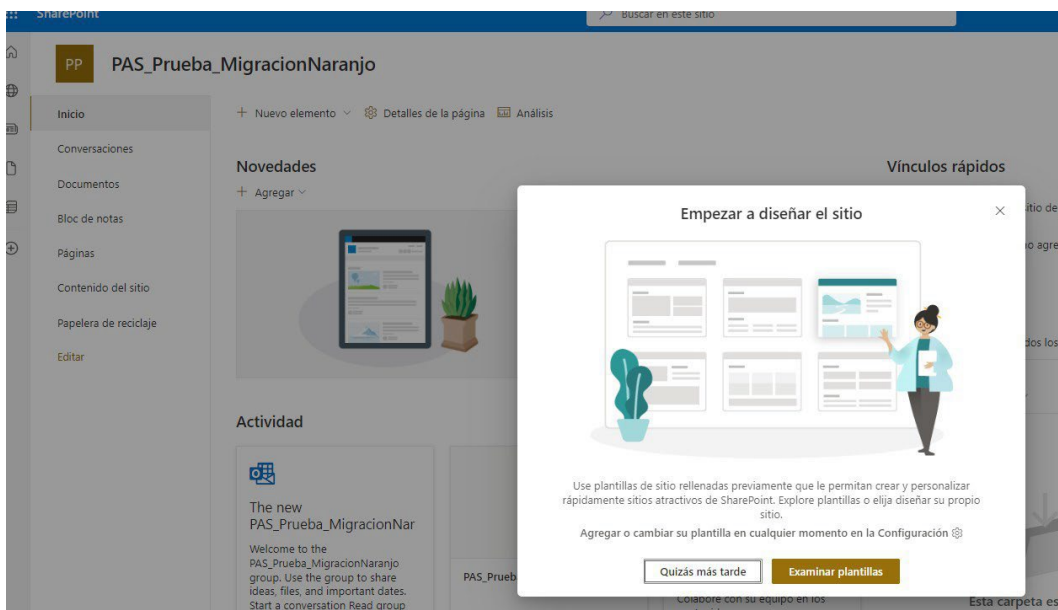 SharePoint
Buscar en este sitio
PP
PAS_Prueba_MigracionNaranjo
Inicio
Conversaciones
Documentos
Bloc de notas
Páginas
Contenido del sitio
Papelera de reciclaje
Editar
+ Nuevo elemento
Detalles de la página
Análisis
Novedades
+ Agregar
Actividad
The new
PAS_Prueba_MigracionNar
Welcome to the
PAS_Prueba_MigracionNaranjo
group. Use the group to share
ideas, files, and important dates.
Start a conversation Read group
PAS_Prueb
Colabore con su equipo en los
Vínculos rápidos
sitio de
o agre
dos los
Esta carpeta es
Empezar a diseñar el sitio
Use plantillas de sitio rellenadas previamente que le permitan crear y personalizar
rápidamente sitios atractivos de SharePoint. Explore plantillas o elija diseñar su propio
sitio.
Agregar o cambiar su plantilla en cualquier momento en la Configuración
Quizás más tarde
Examinar plantillas